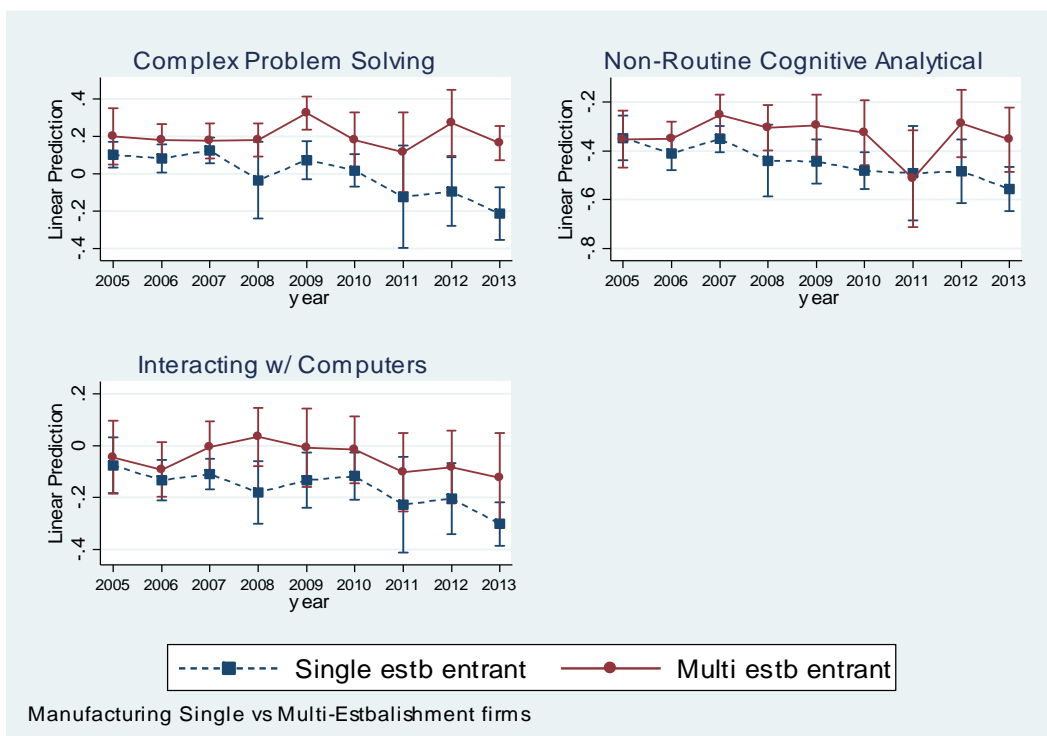 Complex Problem Solving
Linear Prediction
.4
.2
0
-.2
-.4
2005 2006 2007 2008 2009 2010 2011 2012 2013
year
Non-Routine Cognitive Analytical
Linear Prediction
-.2
-.4
-.6
-.8
2005 2006 2007 2008 2009 2010 2011 2012 2013
year
Interacting w/ Computers
Linear Prediction
.2
0
-.2
-.4
2005 2006 2007 2008 2009 2010 2011 2012 2013
year
Single estb entrant Multi estb entrant
Manufacturing Single vs Multi-Estbalishment firms